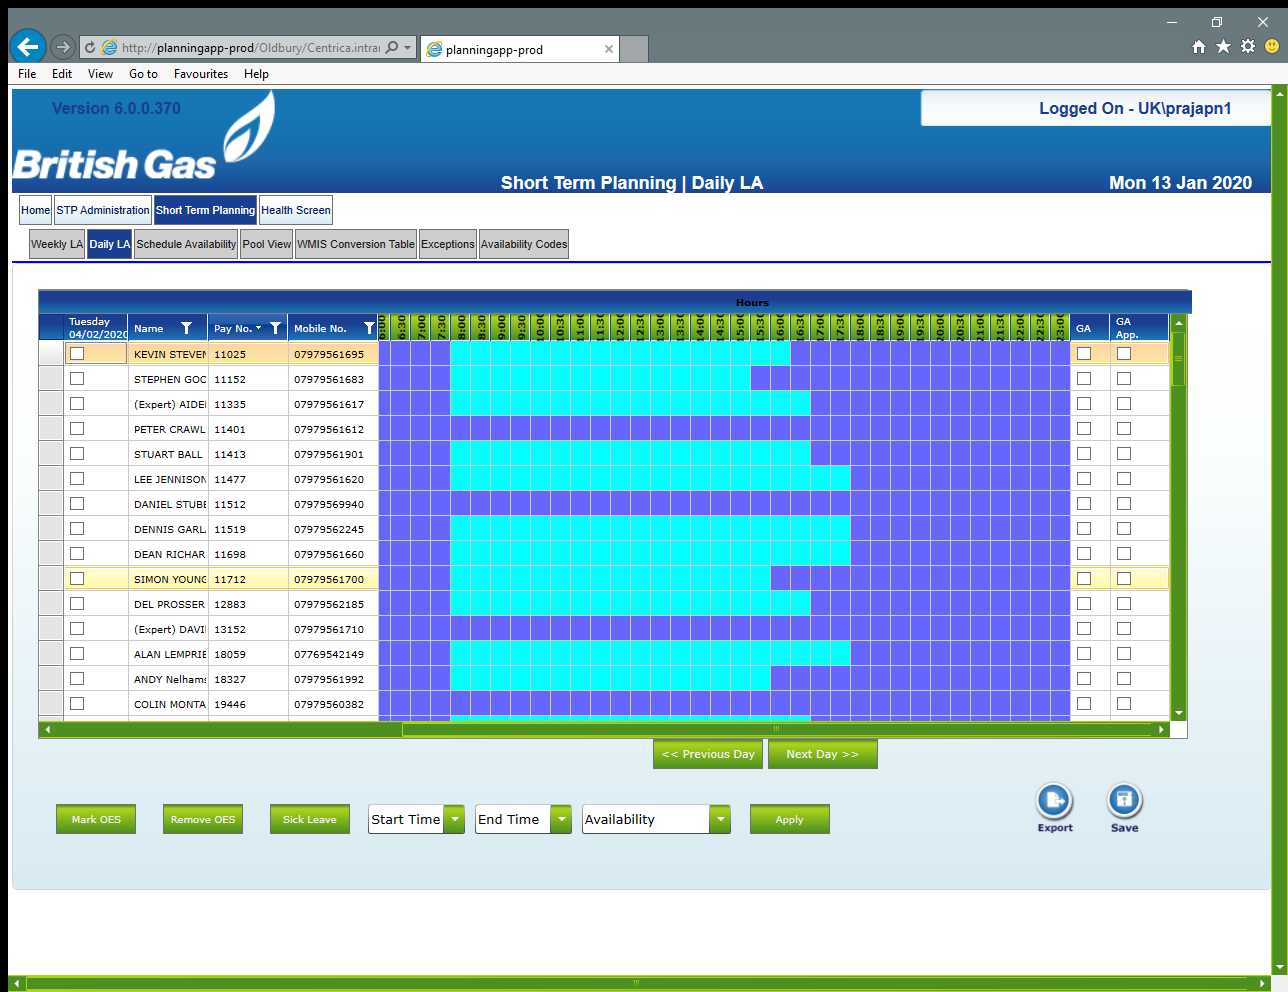 http://planningapp-prod/Oldbury/Centrica.intrar
planningapp-prod
File Edit View Go to Favourites Help
Version 6.0.0.370
Logged On - UK\prajapn1
British Gas
Short Term Planning | Daily LA
Mon 13 Jan 2020
Home STP Administration Short Term Planning Health Screen
Weekly LA Daily LA Schedule Availability Pool View WMIS Conversion Table Exceptions Availability Codes
Hours
Tuesday 04/02/2020 Name Pay No. Mobile No. 6:00 6:30 7:00 7:30 8:00 8:30 9:00 9:30 10:00 10:30 11:00 11:30 12:00 12:30 13:00 13:30 14:00 14:30 15:00 15:30 16:00 16:30 17:00 17:30 18:00 18:30 19:00 19:30 20:00 20:30 21:00 21:30 22:00 22:30 23:00 GA GA App.
KEVIN STEVEN 11025 07979561695
STEPHEN GOO 11152 07979561683
(Expert) AIDE 11335 07979561617
PETER CRAWL 11401 07979561612
STUART BALL 11413 07979561901
LEE JENNISON 11477 07979561620
DANIEL STUBB 11512 07979569940
DENNIS GARL 11519 07979562245
DEAN RICHAR 11698 07979561660
SIMON YOUNG 11712 07979561700
DEL PROSSER 12883 07979562185
(Expert) DAVI 13152 07979561710
ALAN LEMPRIE 18059 07769542149
ANDY Nelhams 18327 07979561992
COLIN MONTA 19446 07979560382
<< Previous Day Next Day >>
Mark OES Remove OES Sick Leave Start Time End Time Availability Apply
Export Save